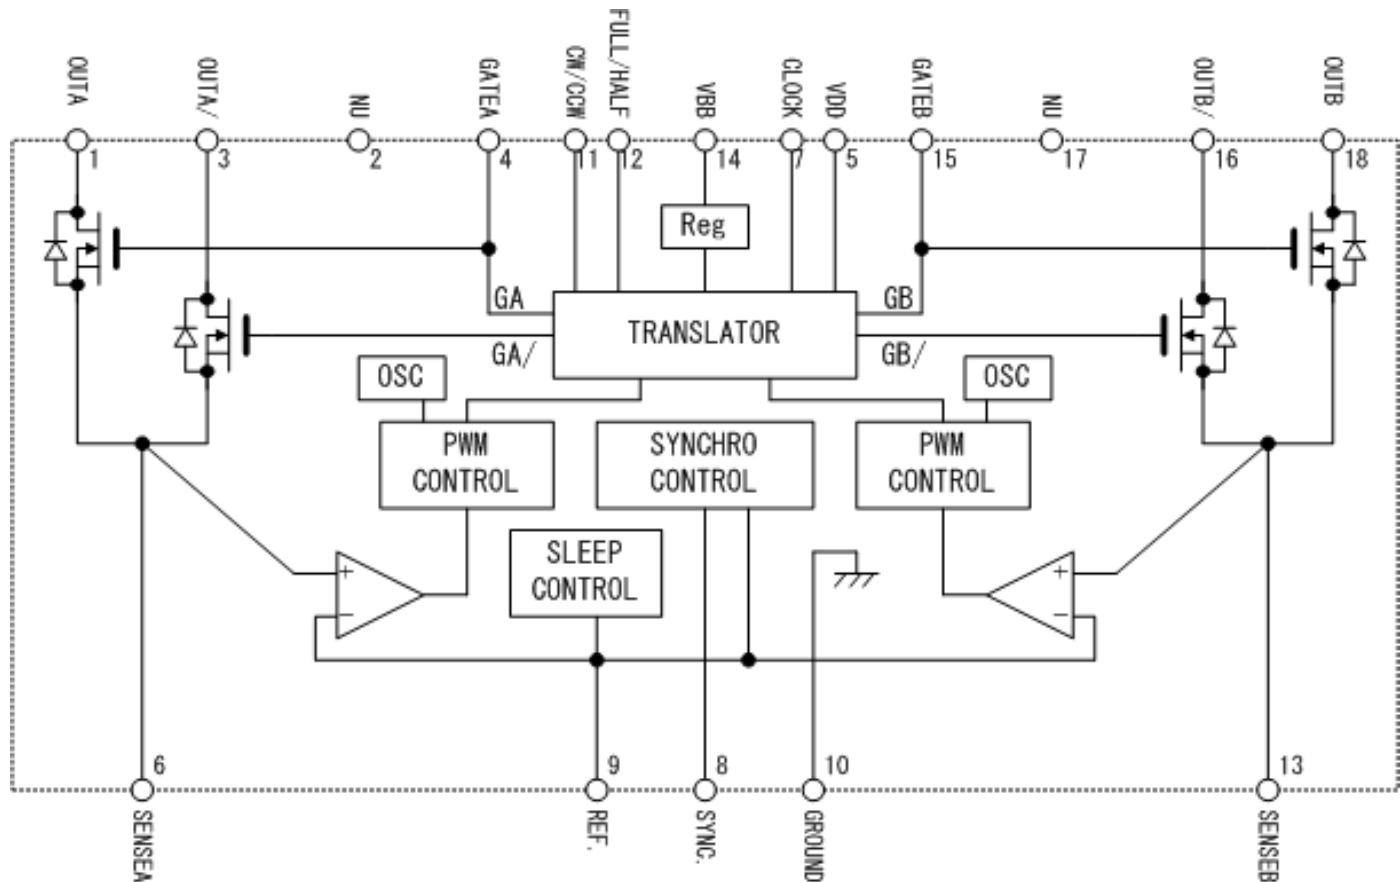 OUTA
OUTA/
NU
GATEA
CW/CCW
FULL/HALF
VBB
CLOCK
VDD
GATEB
NU
OUTB/
OUTB
1
3
2
4
11
12
14
7
5
15
17
16
18
Reg
GA
GB
TRANSLATOR
GA/
GB/
OSC
OSC
PWM
CONTROL
SYNCHRO
CONTROL
PWM
CONTROL
SLEEP
CONTROL
+
−
+
−
6
9
8
10
13
SENSEA
REF.
SYNC.
GROUND
SENSEB